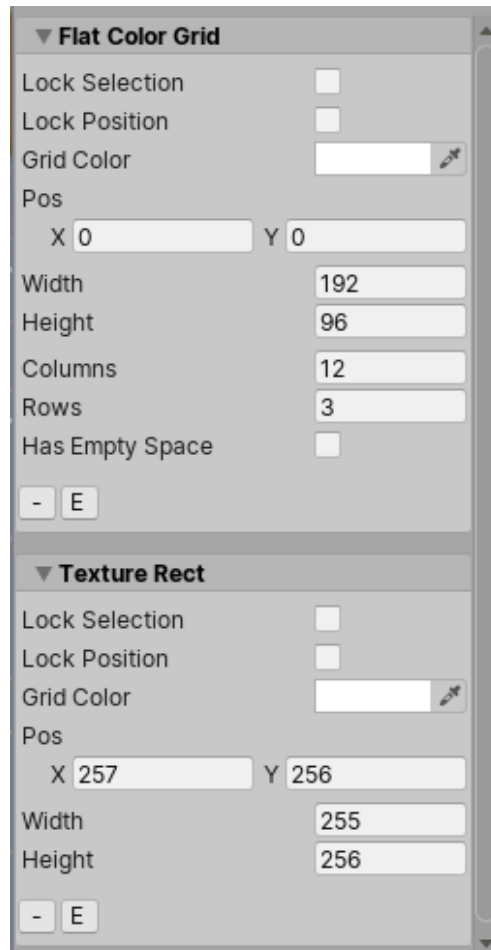 Flat Color Grid
Lock Selection
Lock Position
Grid Color
Pos
X 0 Y 0
Width 192
Height 96
Columns 12
Rows 3
Has Empty Space
- E
Texture Rect
Lock Selection
Lock Position
Grid Color
Pos
X 257 Y 256
Width 255
Height 256
- E